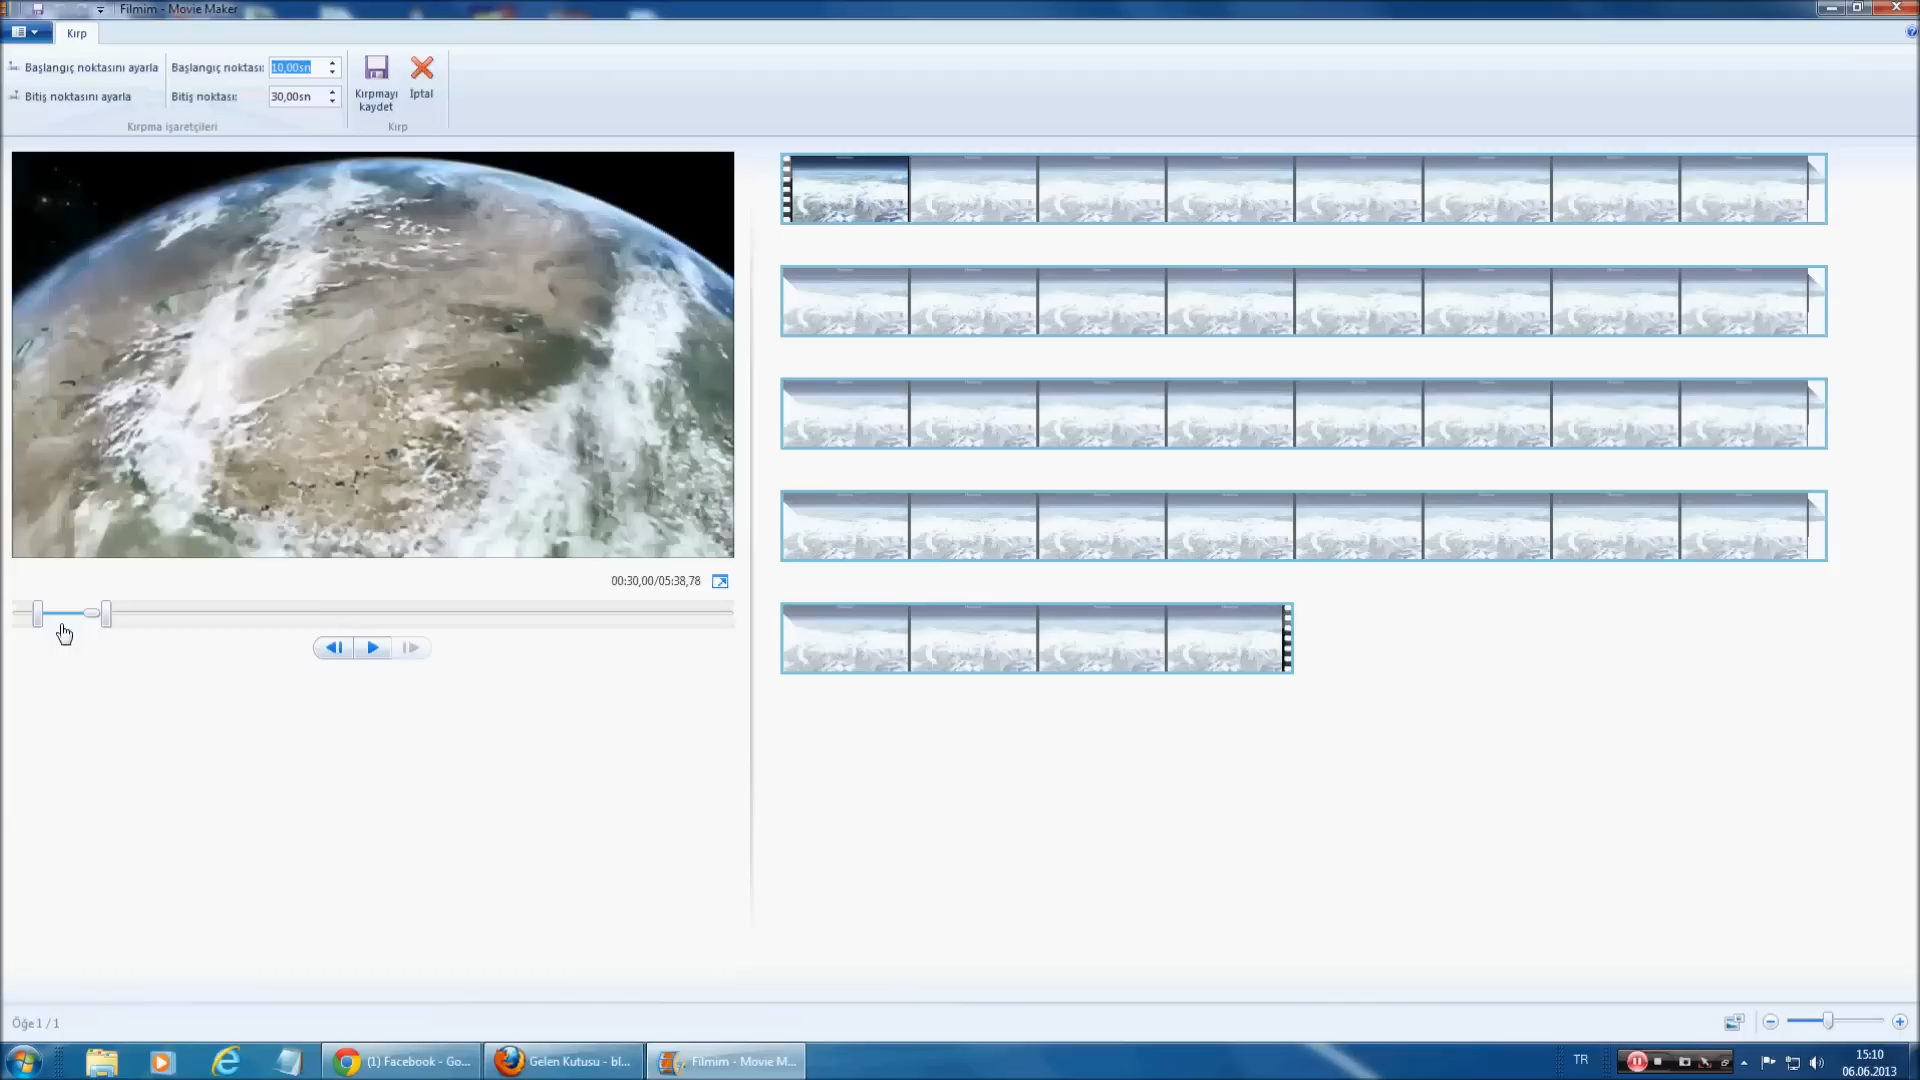 Filmim - Movie Maker
Kırp
Başlangıç noktasını ayarla
Başlangıç noktası: 10,00sn
Bitiş noktasını ayarla
Bitiş noktası: 30,00sn
Kırpmayı kaydet
İptal
Kırpma işaretçileri
Kırp
00:30,00/05:38,78
Öğe 1 / 1
(1) Facebook - Go...
Gelen Kutusu - bl...
Filmim - Movie M...
TR
15:10
06.06.2013